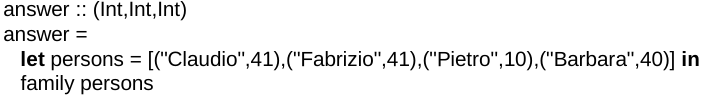 answer :: (Int,Int,Int)
answer =
let persons = [("Claudio",41),("Fabrizio",41),("Pietro",10),("Barbara",40)] in
family persons